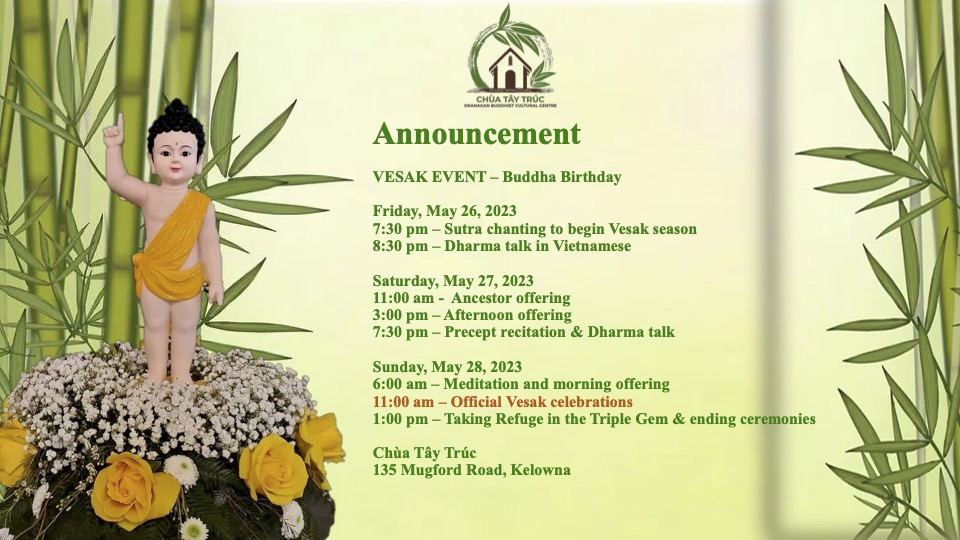 CHÙA TÂY TRÚC
OKANAGAN BUDDHIST CULTURAL CENTRE
Announcement
VESAK EVENT – Buddha Birthday
Friday, May 26, 2023
7:30 pm – Sutra chanting to begin Vesak season
8:30 pm – Dharma talk in Vietnamese
Saturday, May 27, 2023
11:00 am - Ancestor offering
3:00 pm – Afternoon offering
7:30 pm – Precept recitation & Dharma talk
Sunday, May 28, 2023
6:00 am – Meditation and morning offering
11:00 am – Official Vesak celebrations
1:00 pm – Taking Refuge in the Triple Gem & ending ceremonies
Chùa Tây Trúc
135 Mugford Road, Kelowna